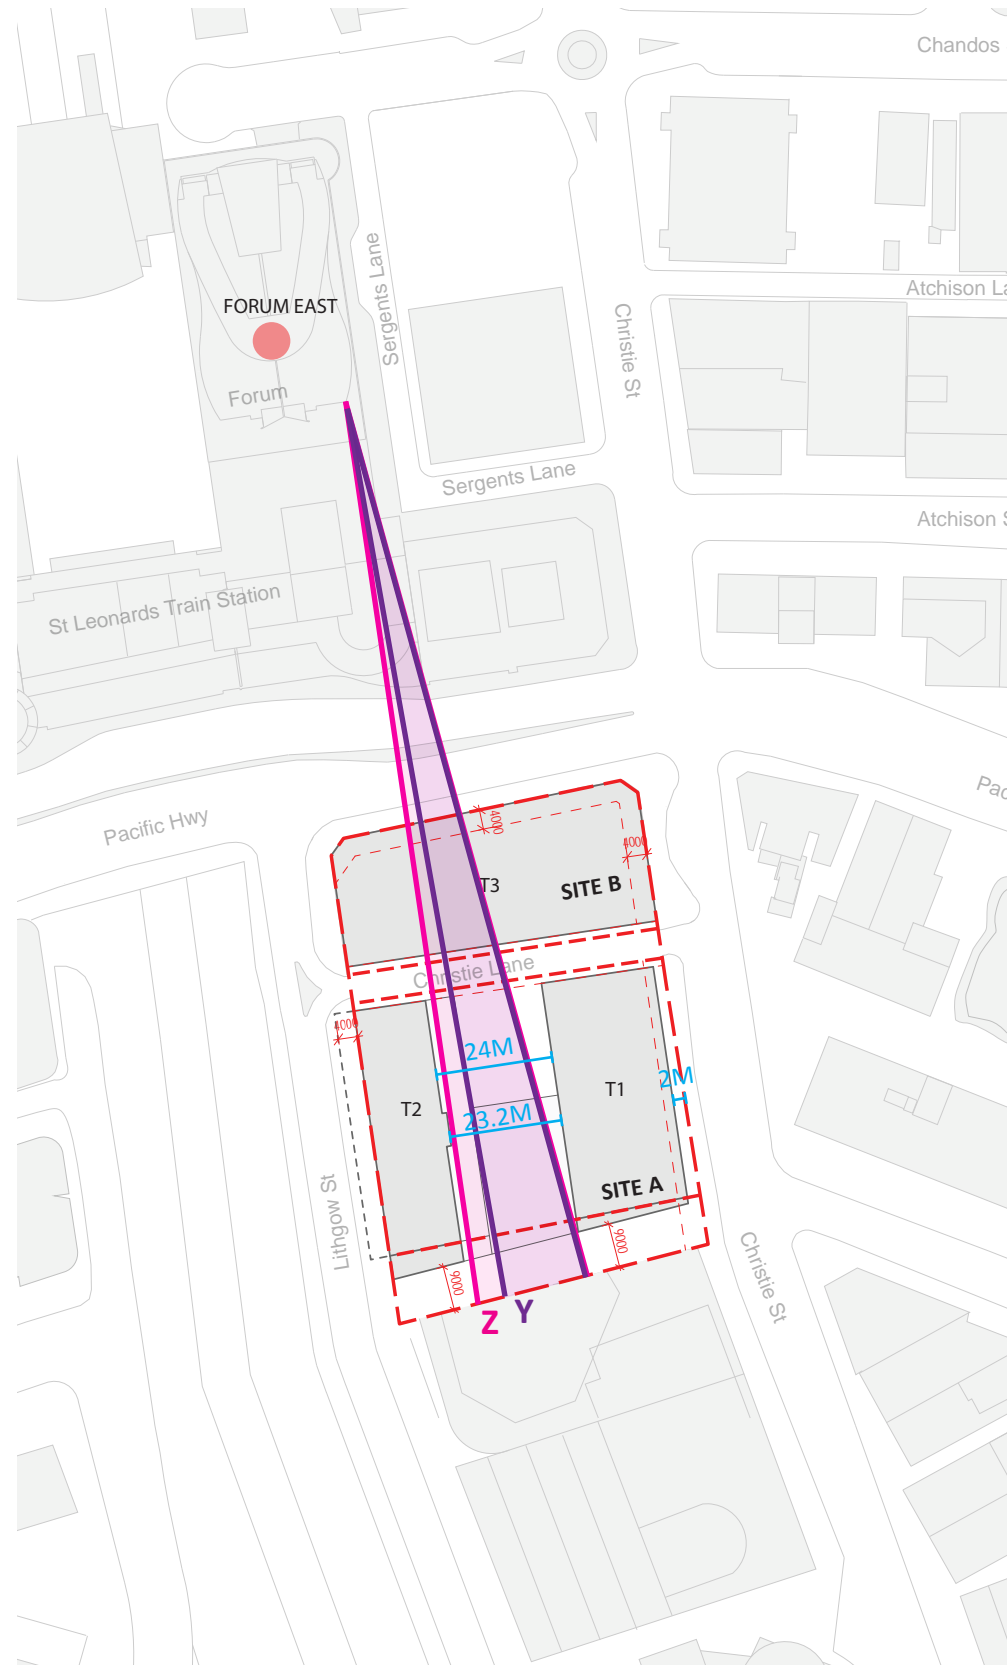 Chandos
Atchison La
FORUM EAST
Sergents Lane
Christie St
Forum
Sergents Lane
Atchison S
St Leonards Train Station
Pac
Pacific Hwy
4000
4000
T3
SITE B
Christie Lane
4000
24M
2M
T1
T2
23.2M
SITE A
Lithgow St
9000
Christie St
9000
Z
Y